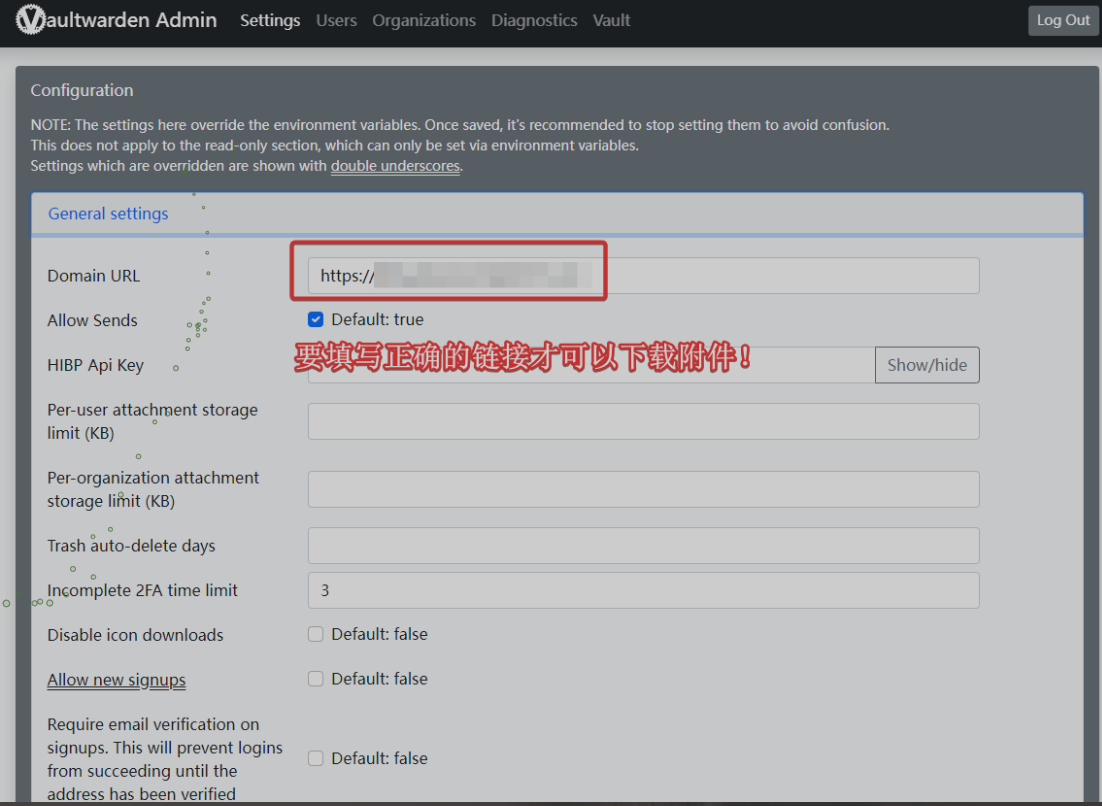 Vaultwarden Admin Settings Users Organizations Diagnostics Vault Log Out
Configuration
NOTE: The settings here override the environment variables. Once saved, it's recommended to stop setting them to avoid confusion.
This does not apply to the read-only section, which can only be set via environment variables.
Settings which are overridden are shown with double underscores.
General settings
Domain URL https://
Allow Sends Default: true
要填写正确的链接才可以下载附件！
HIBP Api Key Show/hide
Per-user attachment storage
limit (KB)
Per-organization attachment
storage limit (KB)
Trash auto-delete days
Incomplete 2FA time limit 3
Disable icon downloads Default: false
Allow new signups Default: false
Require email verification on
signups. This will prevent logins
from succeeding until the
address has been verified
Default: false